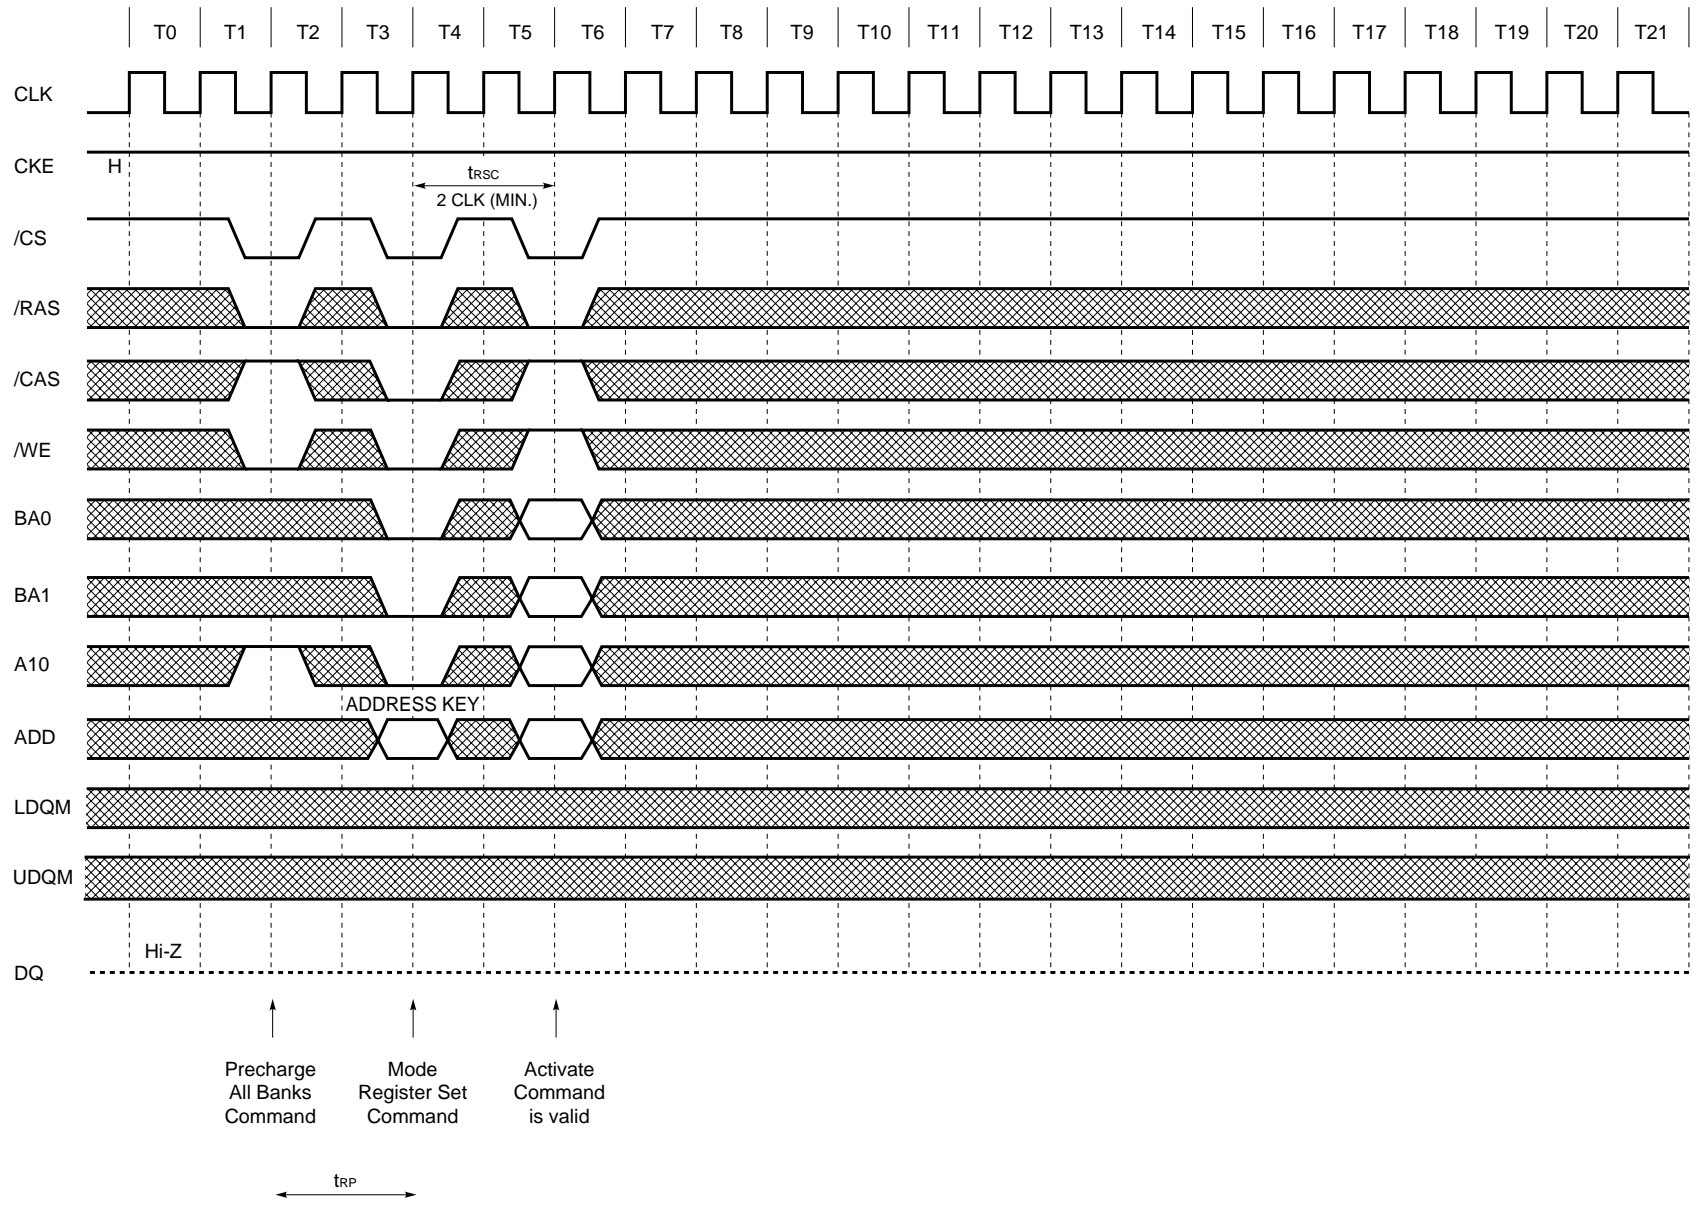 T0 T1 T2 T3 T4 T5 T6 T7 T8 T9 T10 T11 T12 T13 T14 T15 T16 T17 T18 T19 T20 T21
CLK
CKE H
tRSC
2 CLK (MIN.)
/CS
/RAS
/CAS
/WE
BA0
BA1
A10
ADDRESS KEY
ADD
LDQM
UDQM
Hi-Z
DQ
Precharge
All Banks
Command
Mode
Register Set
Command
Activate
Command
is valid
tRP